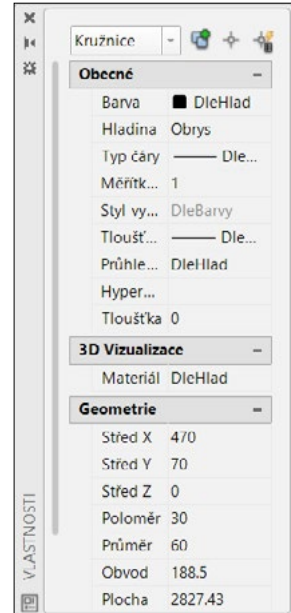 Kružnice
Obecné
Barva DleHlad
Hladina Obrys
Typ čáry Dle...
Měřítk... 1
Styl vy... DleBarvy
Tloušť... Dle...
Průhle... DleHlad
Hyper...
Tloušťka 0
3D Vizualizace
Materiál DleHlad
Geometrie
Střed X 470
Střed Y 70
Střed Z 0
Poloměr 30
Průměr 60
Obvod 188.5
Plocha 2827.43
VLASTNOSTI